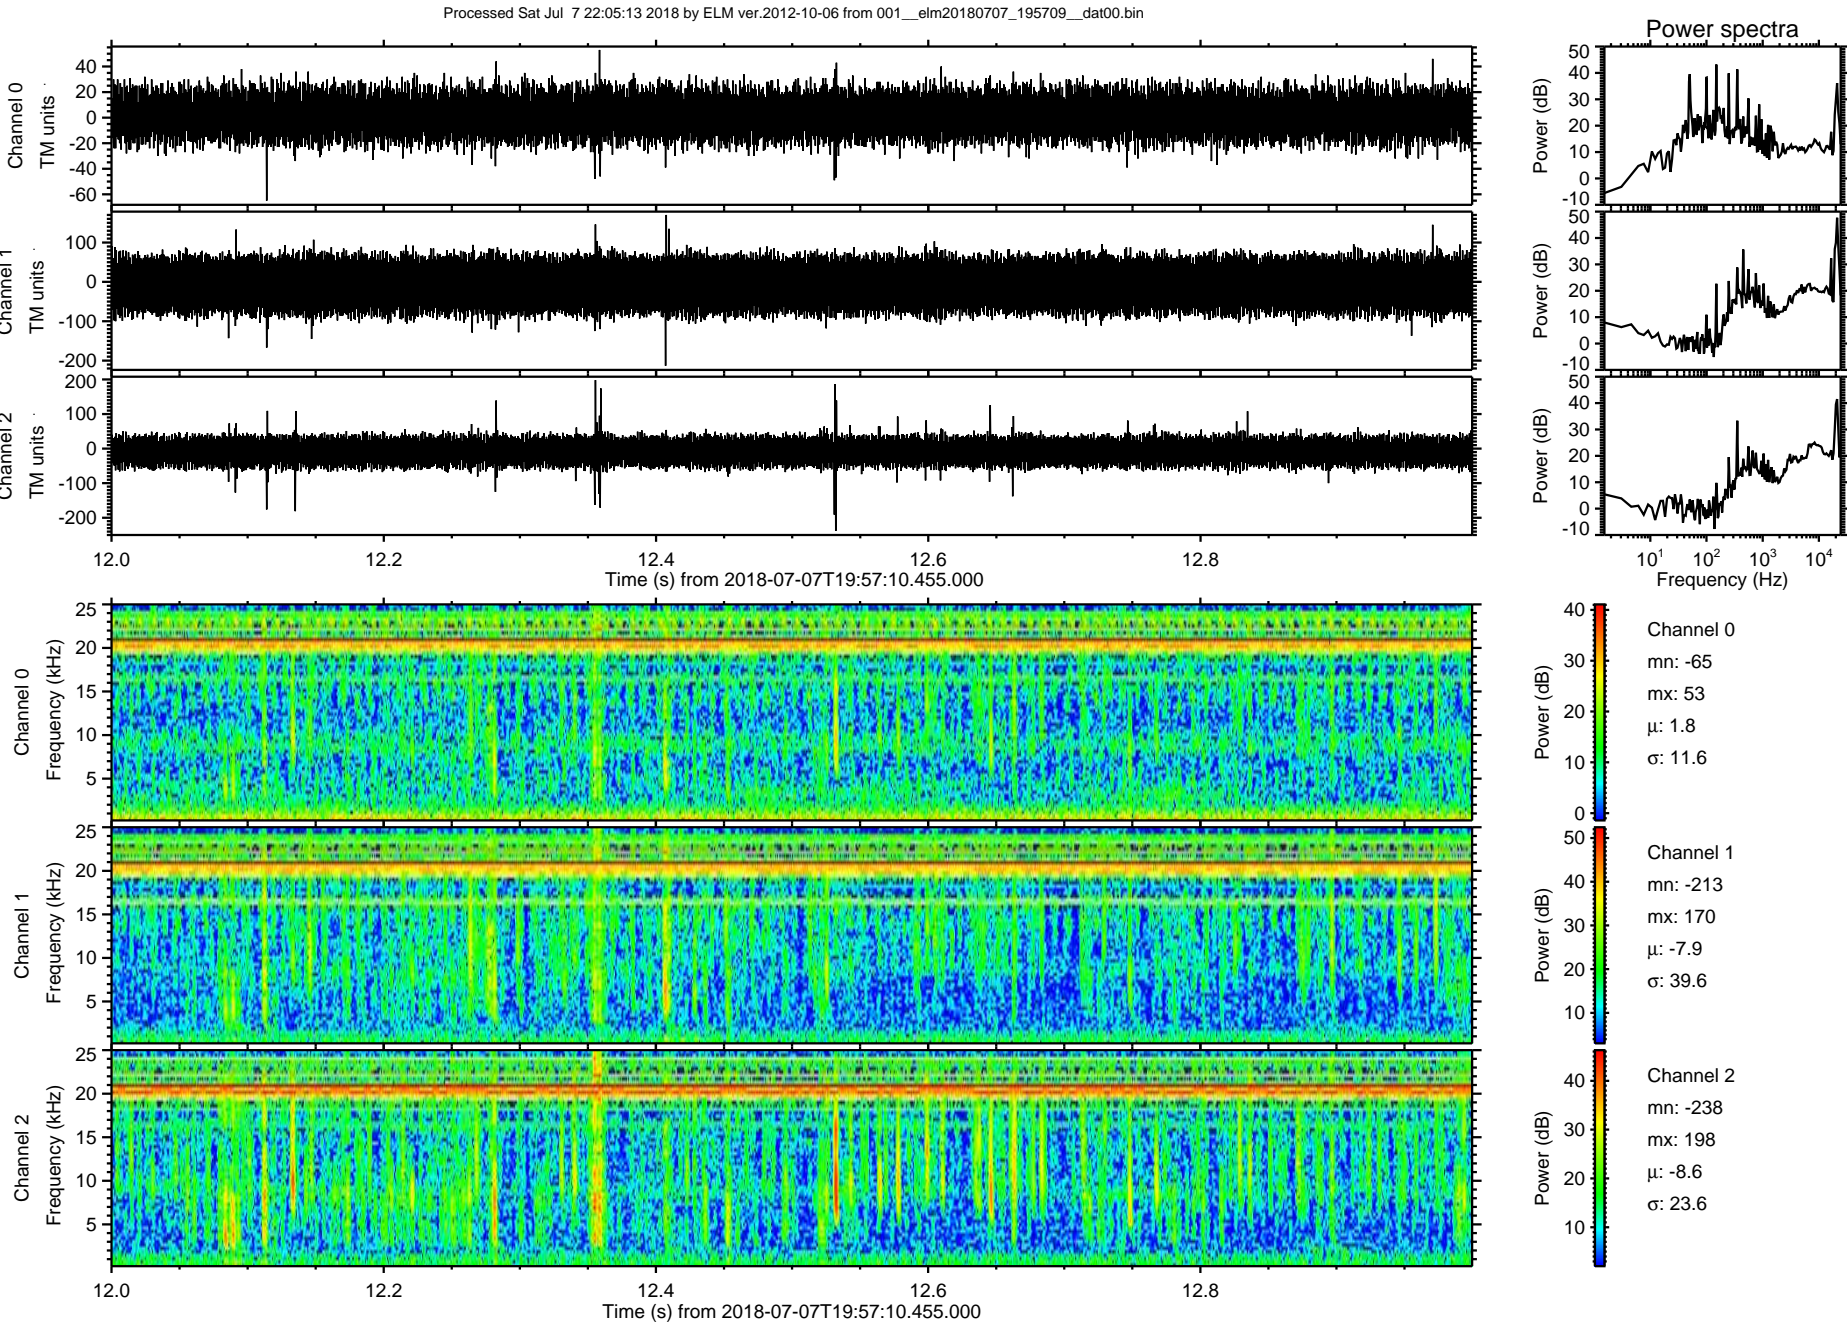 Processed Sat Jul  7 22:05:13 2018 by ELM ver.2012-10-06 from 001__elm20180707_195709__dat00.bin
Power spectra
Channel 0
TM units
40
20
0
-20
-40
-60
Power (dB)
50
40
30
20
10
0
-10
Channel 1
TM units
100
0
-100
-200
Power (dB)
50
40
30
20
10
0
-10
Channel 2
TM units
200
100
0
-100
-200
Power (dB)
50
40
30
20
10
0
-10
12.0 12.2 12.4 12.6 12.8
Time (s) from 2018-07-07T19:57:10.455.000
10¹ 10² 10³ 10⁴
Frequency (Hz)
Channel 0
Frequency (kHz)
25
20
15
10
5
Power (dB)
40
30
20
10
0
Channel 0
mn: -65
mx: 53
μ: 1.8
σ: 11.6
Channel 1
Frequency (kHz)
25
20
15
10
5
Power (dB)
50
40
30
20
10
Channel 1
mn: -213
mx: 170
μ: -7.9
σ: 39.6
Channel 2
Frequency (kHz)
25
20
15
10
5
Power (dB)
40
30
20
10
Channel 2
mn: -238
mx: 198
μ: -8.6
σ: 23.6
12.0 12.2 12.4 12.6 12.8
Time (s) from 2018-07-07T19:57:10.455.000